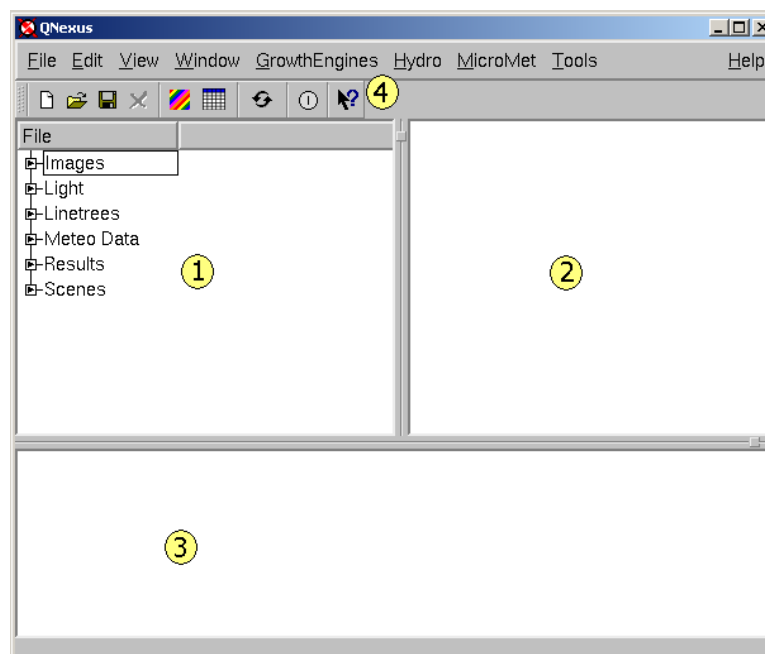 QNexus
File Edit View Window GrowthEngines Hydro MicroMet Tools Help
4
File
Images
Light
Linetrees
Meteo Data
Results
Scenes
1
2
3